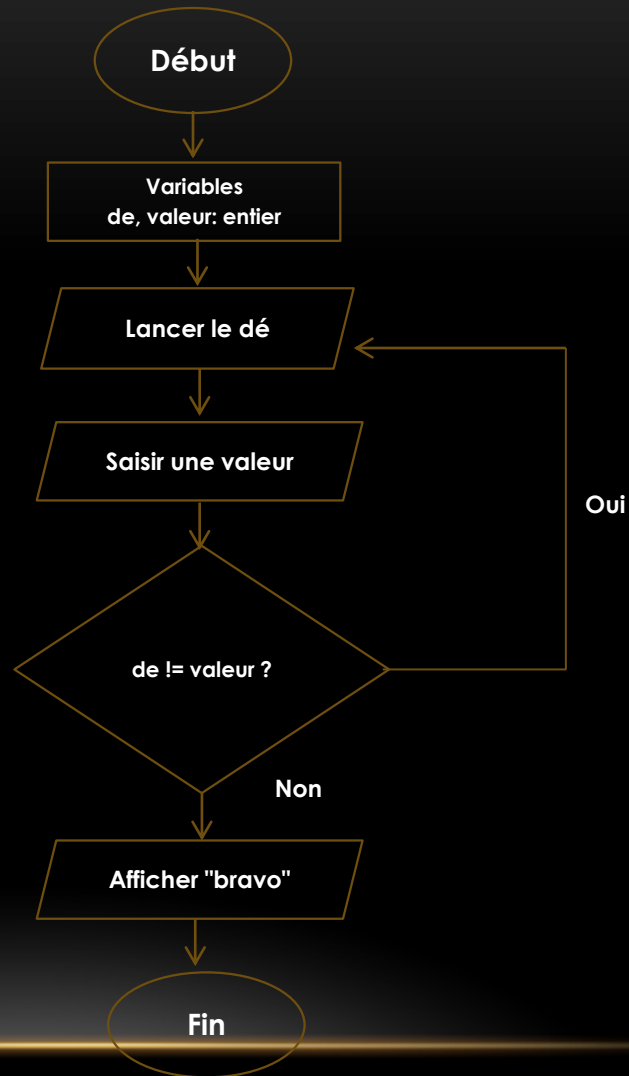 Début
Variables
de, valeur: entier
Lancer le dé
Saisir une valeur
Oui
de != valeur ?
Non
Afficher "bravo"
Fin